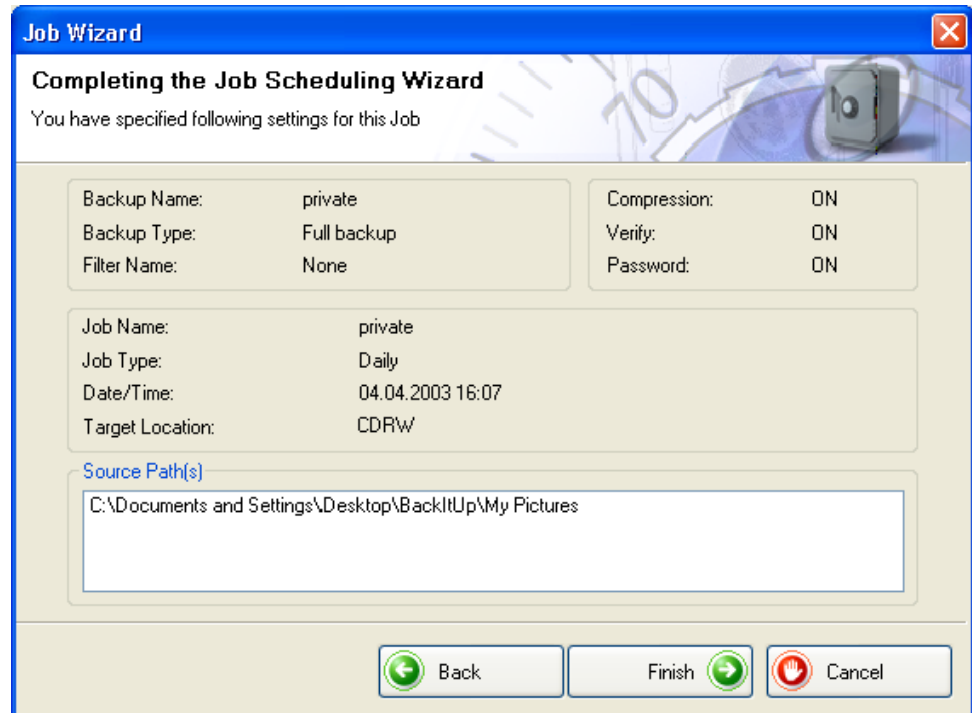 Job Wizard
Completing the Job Scheduling Wizard
You have specified following settings for this Job
70
Backup Name: private
Backup Type: Full backup
Filter Name: None
Compression: ON
Verify: ON
Password: ON
Job Name: private
Job Type: Daily
Date/Time: 04.04.2003 16:07
Target Location: CDRW
Source Path(s)
C:\Documents and Settings\Desktop\BackItUp\My Pictures
Back Finish Cancel